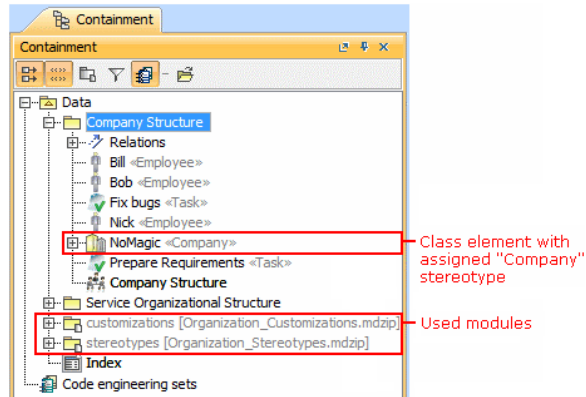 Containment
Containment
Data
Company Structure
Relations
Bill «Employee»
Bob «Employee»
Fix bugs «Task»
Nick «Employee»
NoMagic «Company»
Class element with
assigned "Company"
stereotype
Prepare Requirements «Task»
Company Structure
Service Organizational Structure
customizations [Organization_Customizations.mdzip]
Used modules
stereotypes [Organization_Stereotypes.mdzip]
Index
Code engineering sets